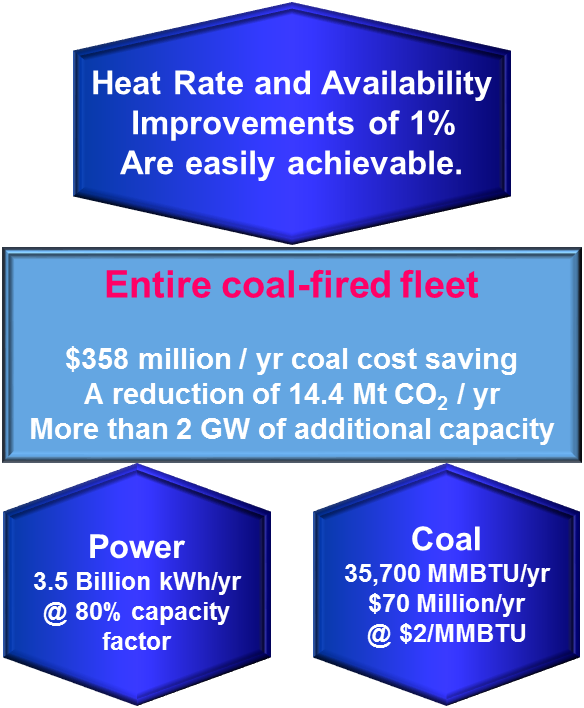 Heat Rate and Availability
Improvements of 1%
Are easily achievable.
Entire coal-fired fleet
$358 million / yr coal cost saving
A reduction of 14.4 Mt CO₂ / yr
More than 2 GW of additional capacity
Power
3.5 Billion kWh/yr
@ 80% capacity
factor
Coal
35,700 MMBTU/yr
$70 Million/yr
@ $2/MMBTU